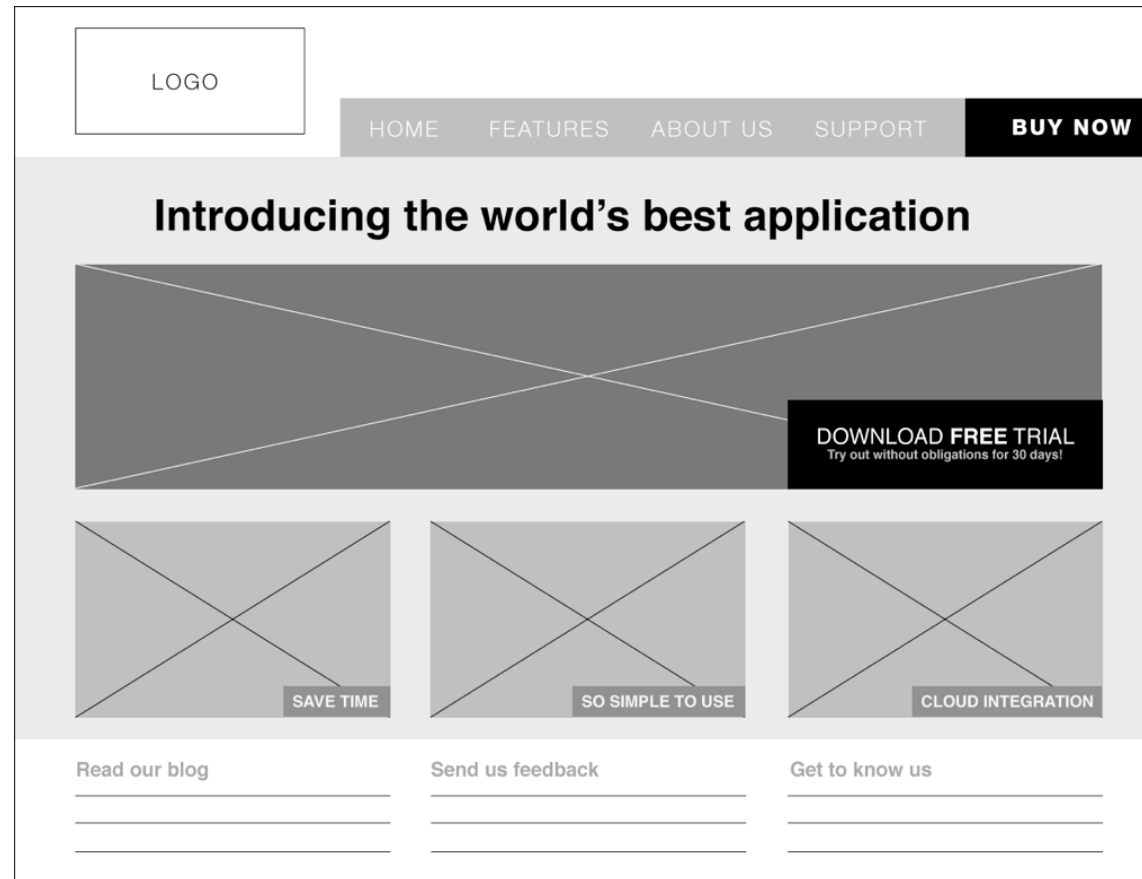 LOGO
HOME FEATURES ABOUT US SUPPORT BUY NOW
Introducing the world’s best application
DOWNLOAD FREE TRIAL
Try out without obligations for 30 days!
SAVE TIME
SO SIMPLE TO USE
CLOUD INTEGRATION
Read our blog
Send us feedback
Get to know us